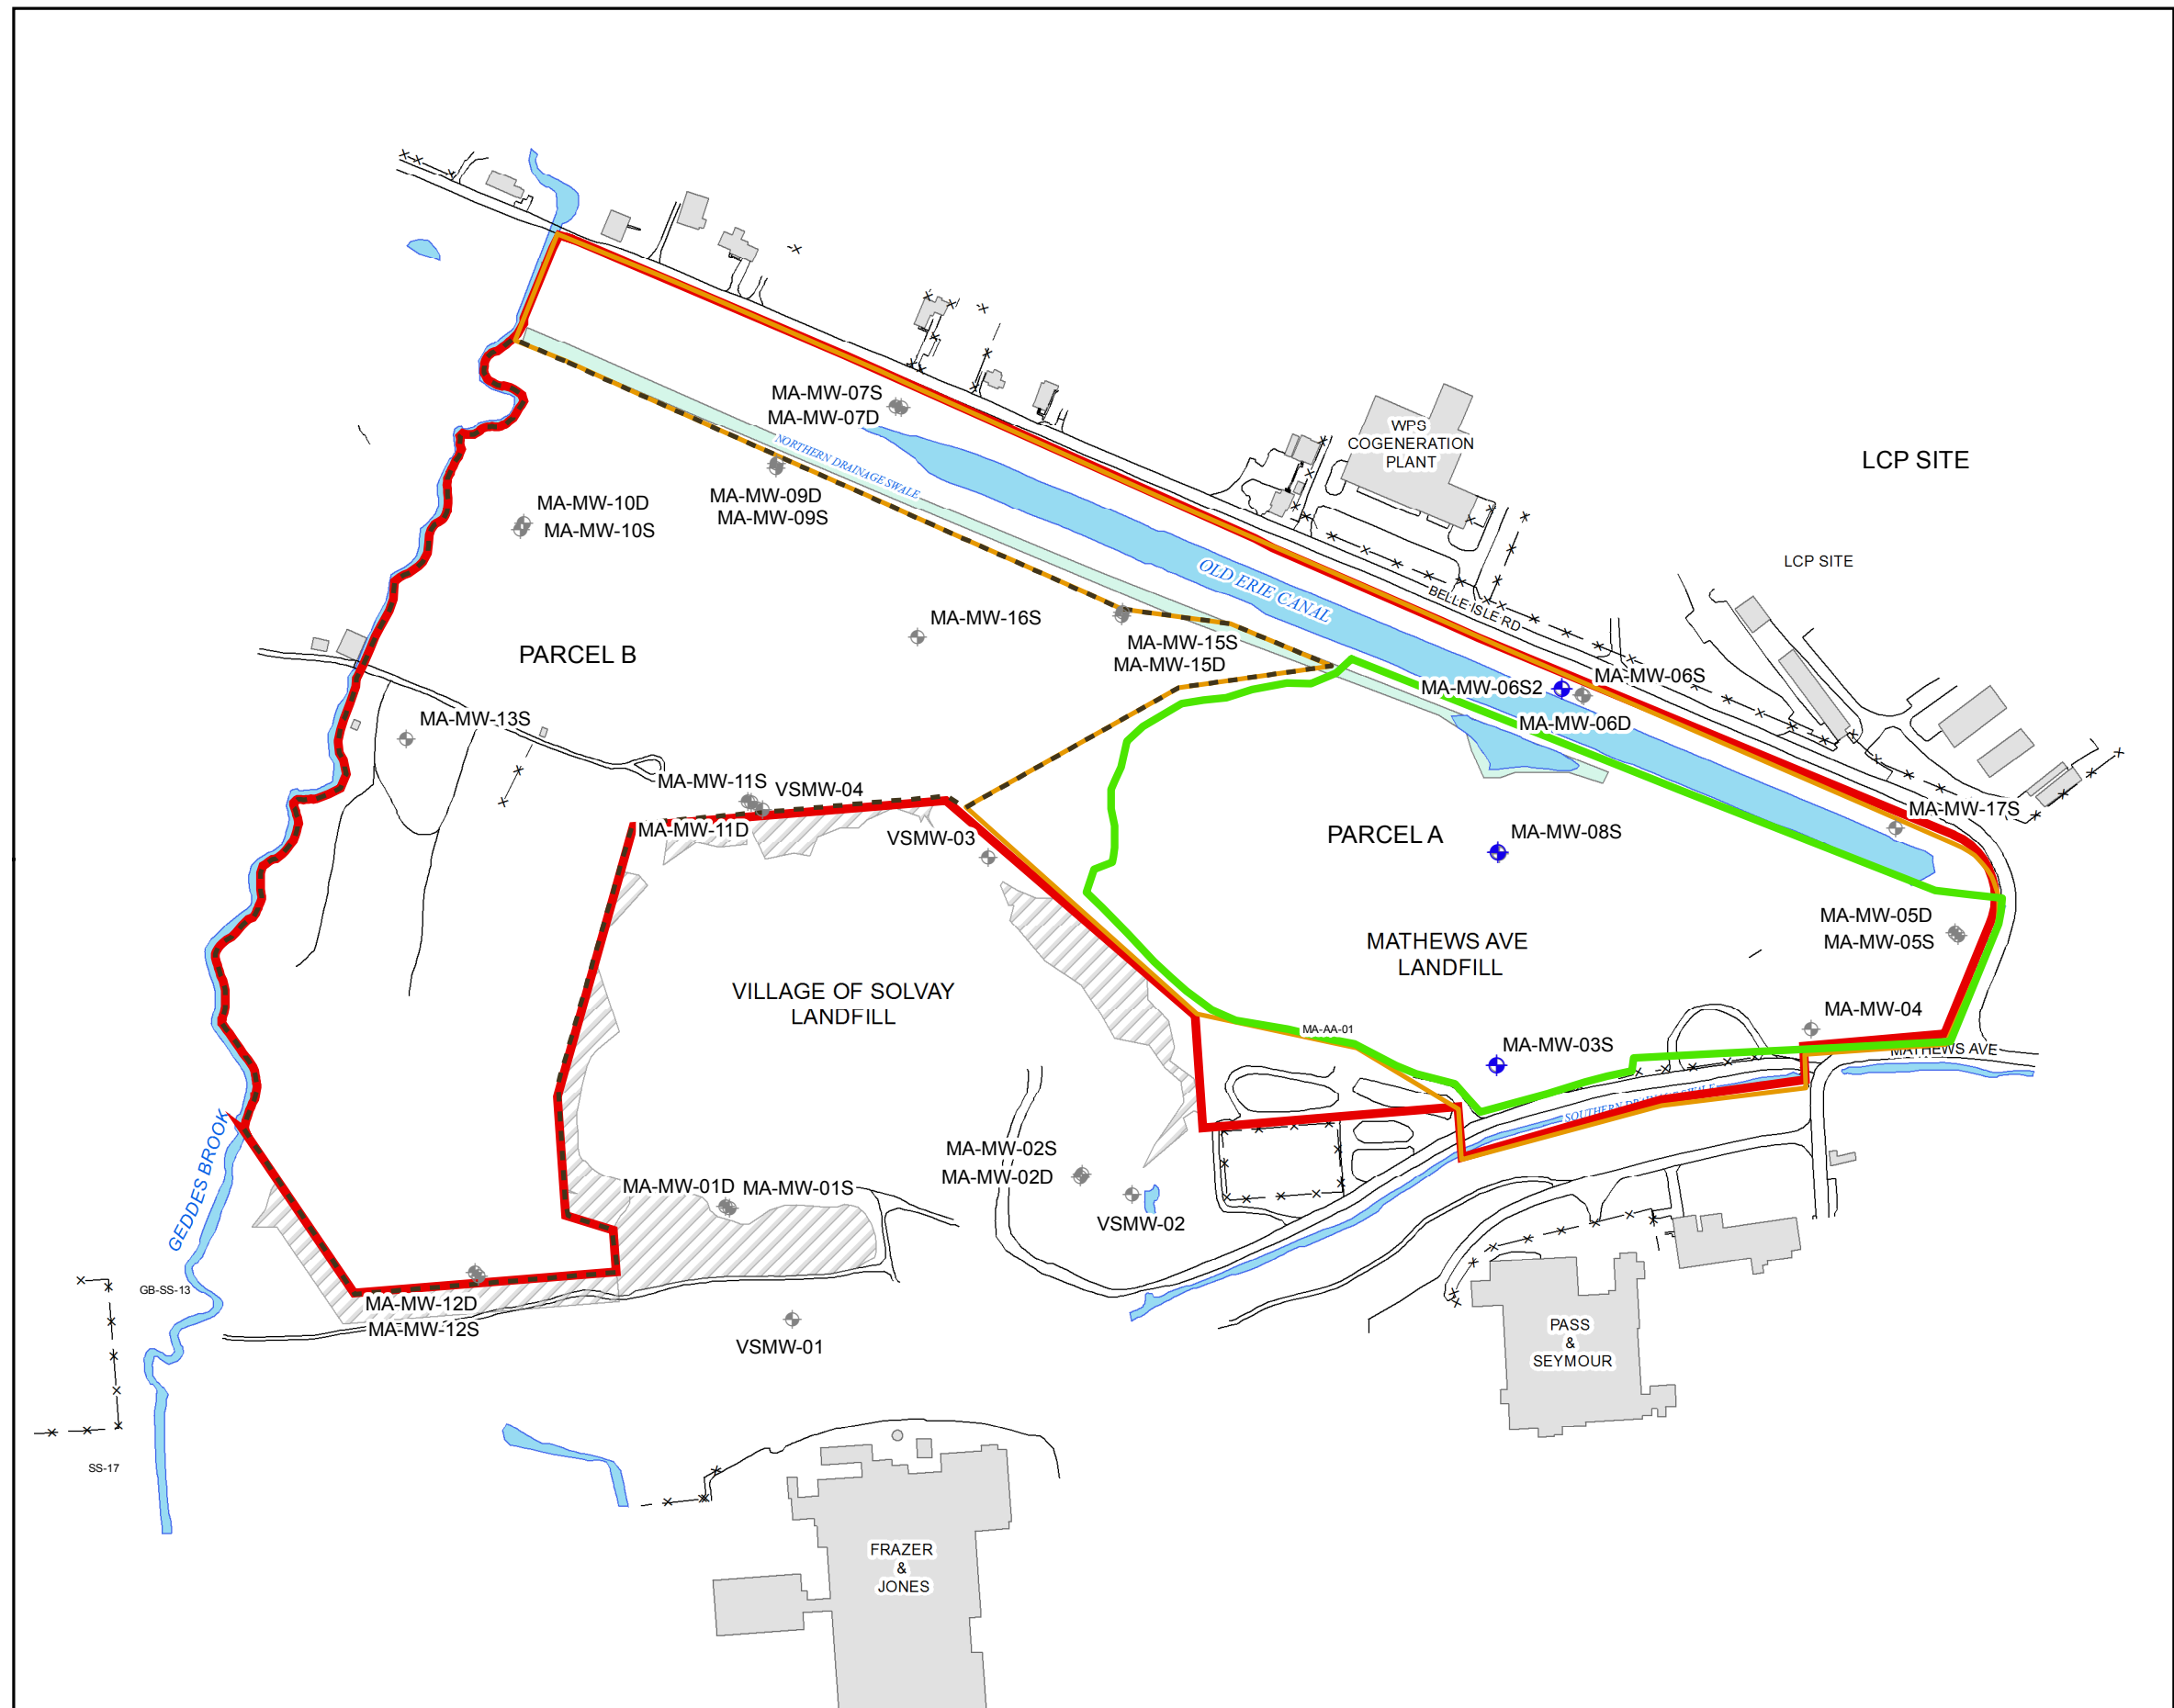 MA-MW-07S
MA-MW-07D
WPS
COGENERATION
PLANT
LCP SITE
NORTHERN DRAINAGE SWALE
MA-MW-09D
MA-MW-09S
MA-MW-10D
MA-MW-10S
LCP SITE
OLD ERIE CANAL
BELLE ISLE RD
MA-MW-16S
MA-MW-15S
MA-MW-15D
PARCEL B
MA-MW-06S
MA-MW-06S2
MA-MW-06D
MA-MW-13S
MA-MW-11S
VSMW-04
MA-MW-11D
VSMW-03
MA-MW-17S
PARCEL A
MA-MW-08S
MA-MW-05D
MA-MW-05S
MATHEWS AVE
LANDFILL
VILLAGE OF SOLVAY
LANDFILL
MA-MW-04
MA-AA-01
MA-MW-03S
MATHEWS AVE
SOUTHERN DRAINAGE SWALE
GEDDES BROOK
MA-MW-02S
MA-MW-02D
MA-MW-01D
MA-MW-01S
VSMW-02
GB-SS-13
MA-MW-12D
MA-MW-12S
VSMW-01
PASS
&
SEYMOUR
SS-17
FRAZER
&
JONES